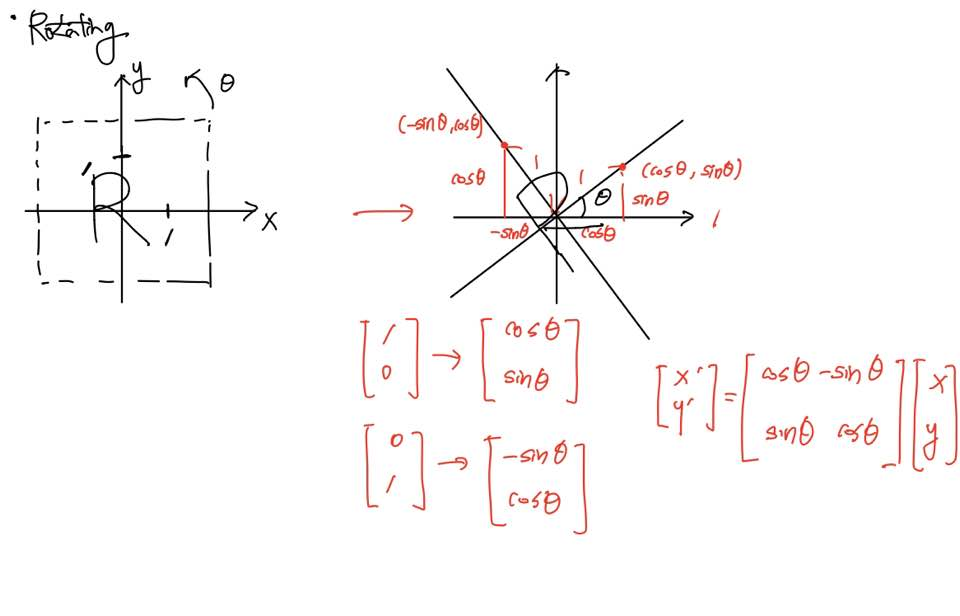 · Rotating
y
θ
1
x
1
(-sinθ, cosθ)
cosθ
1
1
θ
(cosθ, sinθ)
sinθ
-sinθ
cosθ
[1 0] → [cosθ sinθ]
[0 1] → [-sinθ cosθ]
[x' y'] = [cosθ -sinθ sinθ cosθ] [x y]